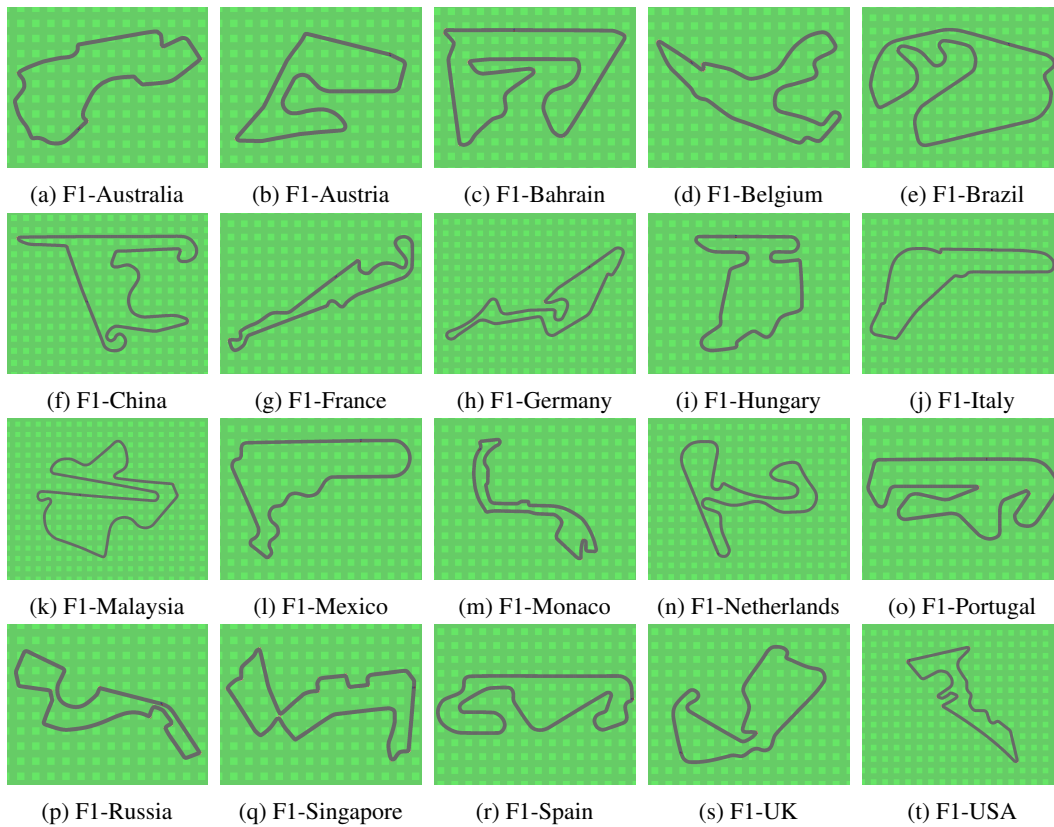 (a) F1-Australia (b) F1-Austria (c) F1-Bahrain (d) F1-Belgium (e) F1-Brazil
(f) F1-China (g) F1-France (h) F1-Germany (i) F1-Hungary (j) F1-Italy
(k) F1-Malaysia (l) F1-Mexico (m) F1-Monaco (n) F1-Netherlands (o) F1-Portugal
(p) F1-Russia (q) F1-Singapore (r) F1-Spain (s) F1-UK (t) F1-USA